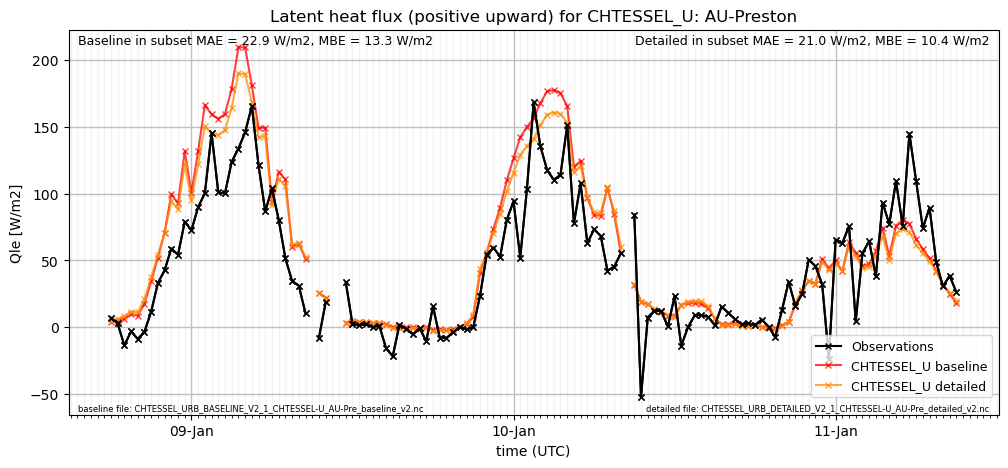 Latent heat flux (positive upward) for CHTESSEL_U: AU-Preston
Baseline in subset MAE = 22.9 W/m2, MBE = 13.3 W/m2
Detailed in subset MAE = 21.0 W/m2, MBE = 10.4 W/m2
200
150
100
50
0
−50
Qle [W/m2]
Observations
CHTESSEL_U baseline
CHTESSEL_U detailed
baseline file: CHTESSEL_URB_BASELINE_V2_1_CHTESSEL-U_AU-Pre_baseline_v2.nc
detailed file: CHTESSEL_URB_DETAILED_V2_1_CHTESSEL-U_AU-Pre_detailed_v2.nc
09-Jan
10-Jan
11-Jan
time (UTC)